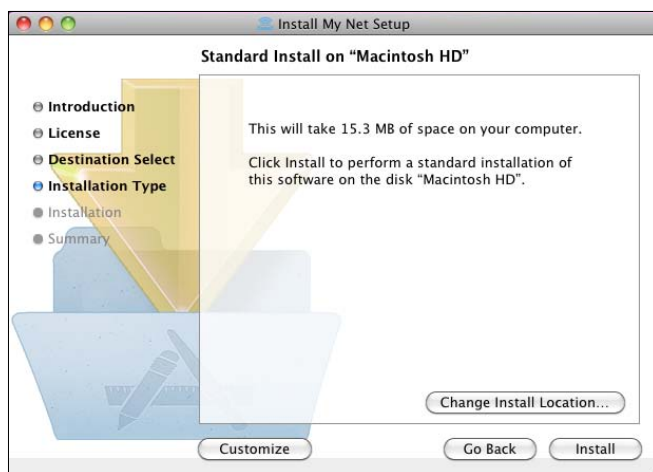 Install My Net Setup
Standard Install on “Macintosh HD”
Introduction
License
Destination Select
Installation Type
Installation
Summary
This will take 15.3 MB of space on your computer.
Click Install to perform a standard installation of
this software on the disk “Macintosh HD”.
Change Install Location...
Customize
Go Back
Install